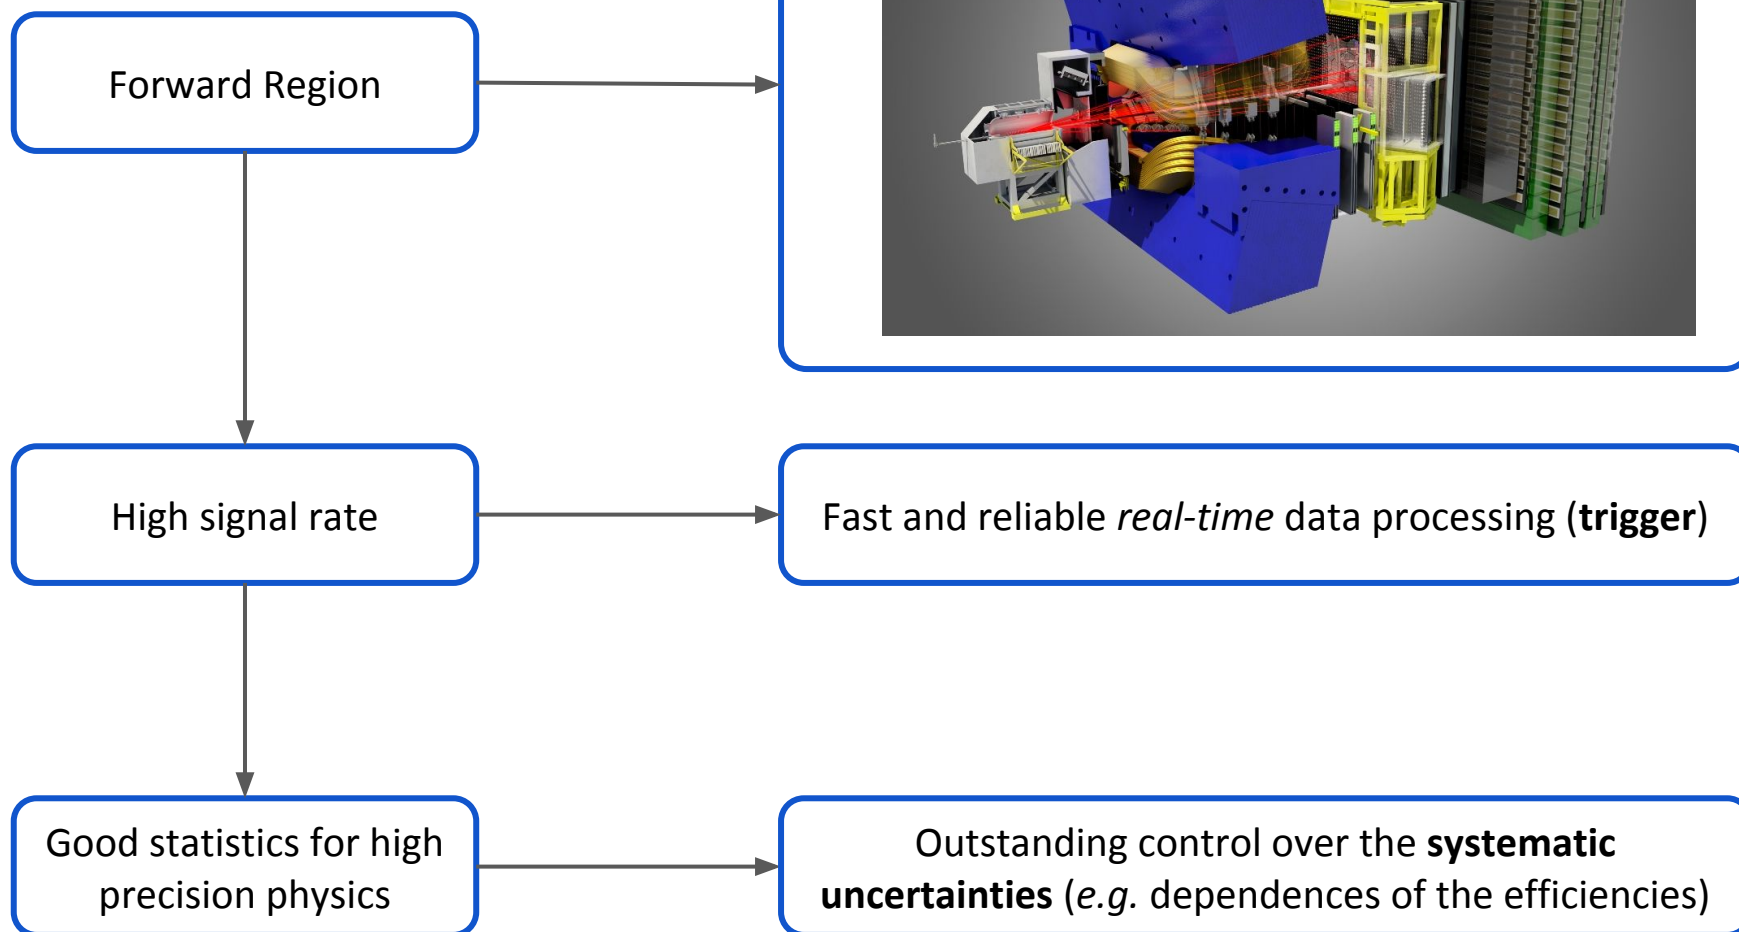 Forward Region
High signal rate
Fast and reliable real-time data processing (trigger)
Good statistics for high
precision physics
Outstanding control over the systematic
uncertainties (e.g. dependences of the efficiencies)